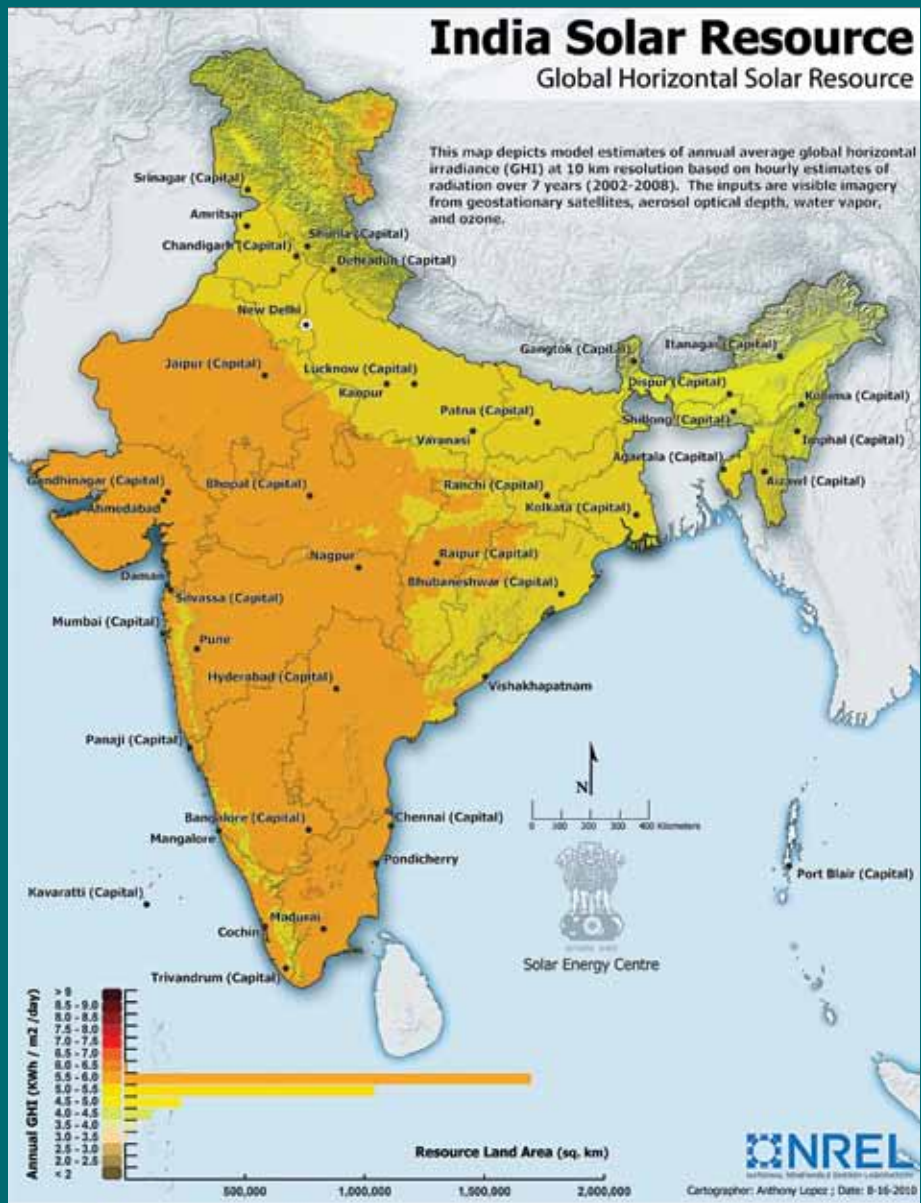 India Solar Resource
Global Horizontal Solar Resource
This map depicts model estimates of annual average global horizontal
irradiance (GHI) at 10 km resolution based on hourly estimates of
radiation over 7 years (2002-2008). The inputs are visible imagery
from geostationary satellites, aerosol optical depth, water vapor,
and ozone.
Srinagar (Capital)
Amritsar
Shimla (Capital)
Chandigarh (Capital)
Dehradun (Capital)
New Delhi
Jaipur (Capital)
Lucknow (Capital)
Kanpur
Gangtok (Capital)
Itanagar (Capital)
Dispur (Capital)
Kohima (Capital)
Patna (Capital)
Shillong (Capital)
Varanasi
Imphal (Capital)
Agartala (Capital)
Aizawl (Capital)
Gandhinagar (Capital)
Bhopal (Capital)
Ranchi (Capital)
Ahmedabad
Kolkata (Capital)
Nagpur
Raipur (Capital)
Daman
Bhubaneshwar (Capital)
Silvassa (Capital)
Mumbai (Capital)
Pune
Hyderabad (Capital)
Vishakhapatnam
Panaji (Capital)
N
Bangalore (Capital)
Chennai (Capital)
0 100 200 300 400 Kilometers
Mangalore
Pondicherry
Port Blair (Capital)
Kavaratti (Capital)
Madurai
Cochin
Solar Energy Centre
Trivandrum (Capital)
Annual GHI (KWh / m2 /day)
> 9
8.5 - 9.0
8.0 - 8.5
7.5 - 8.0
7.0 - 7.5
6.5 - 7.0
6.0 - 6.5
5.5 - 6.0
5.0 - 5.5
4.5 - 5.0
4.0 - 4.5
3.5 - 4.0
3.0 - 3.5
2.5 - 3.0
2.0 - 2.5
< 2
Resource Land Area (sq. km)
500,000 1,000,000 1,500,000 2,000,000
NREL
NATIONAL RENEWABLE ENERGY LABORATORY
Cartographer: Anthony Lopez ; Date: 8-16-2010